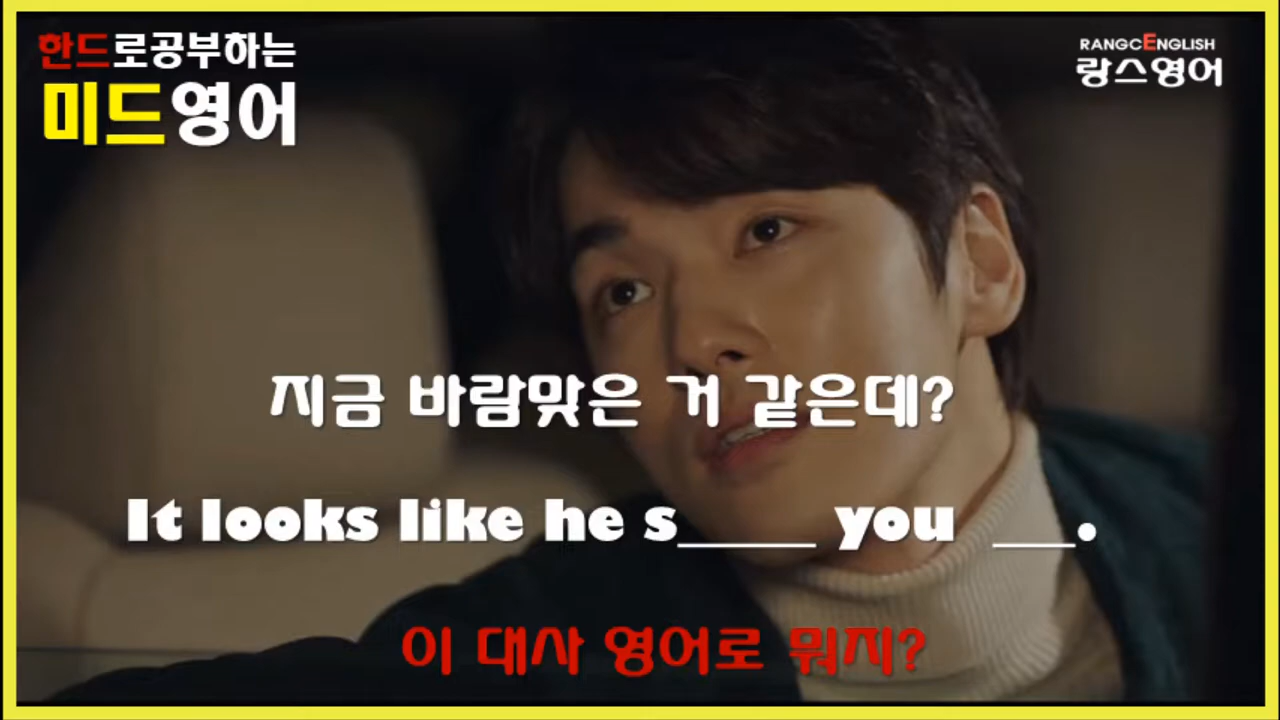 한드로공부하는
미드영어
RANGCENGLISH
랑스영어
지금 바람맞은 거 같은데?
It looks like he s____ you ___.
이 대사 영어로 뭐지?